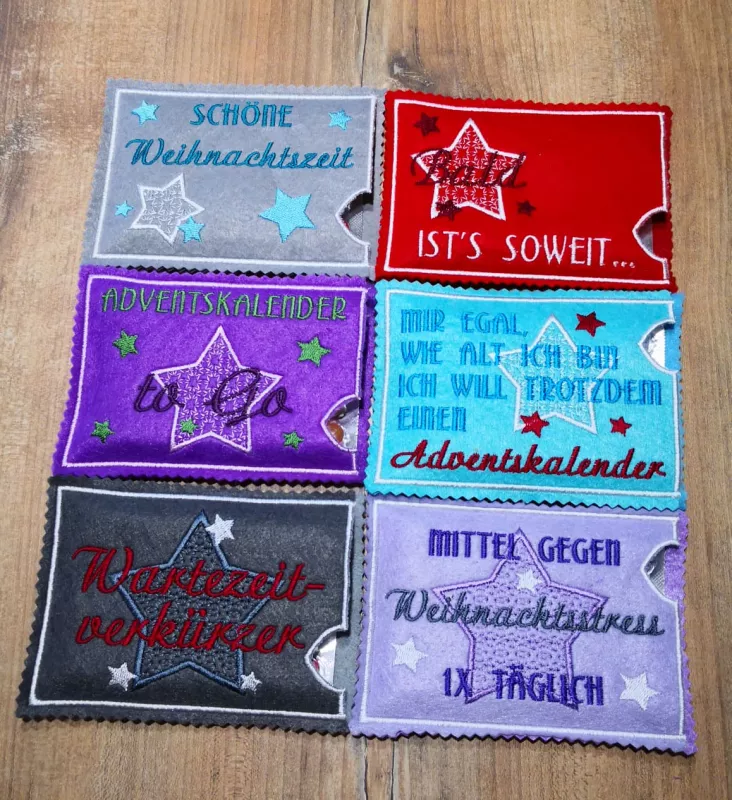 SCHÖNE
Weihnachtszeit
Bald
IST'S SOWEIT...
ADVENTSKALENDER
to Go
MIR EGAL,
WIE ALT ICH BIN
ICH WILL TROTZDEM
EINEN
Adventskalender
Wartezeit-
verkürzer
MITTEL GEGEN
Weihnachtsstress
1X TÄGLICH